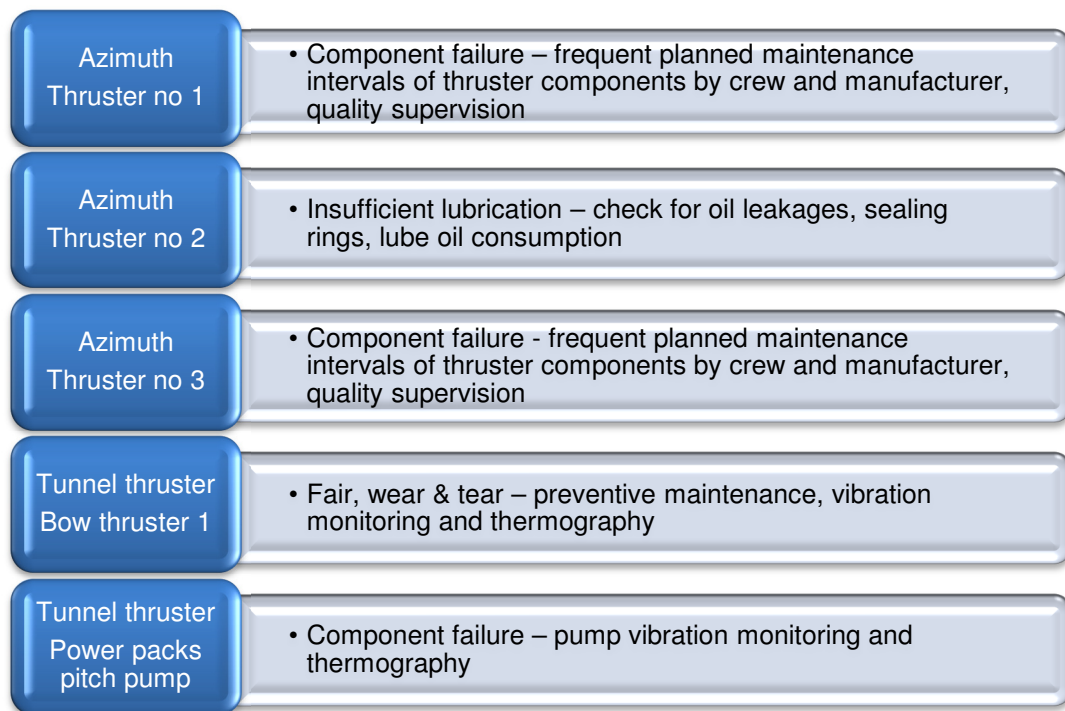 Azimuth
Thruster no 1
• Component failure – frequent planned maintenance
intervals of thruster components by crew and manufacturer,
quality supervision
Azimuth
Thruster no 2
• Insufficient lubrication – check for oil leakages, sealing
rings, lube oil consumption
Azimuth
Thruster no 3
• Component failure - frequent planned maintenance
intervals of thruster components by crew and manufacturer,
quality supervision
Tunnel thruster
Bow thruster 1
• Fair, wear & tear – preventive maintenance, vibration
monitoring and thermography
Tunnel thruster
Power packs
pitch pump
• Component failure – pump vibration monitoring and
thermography